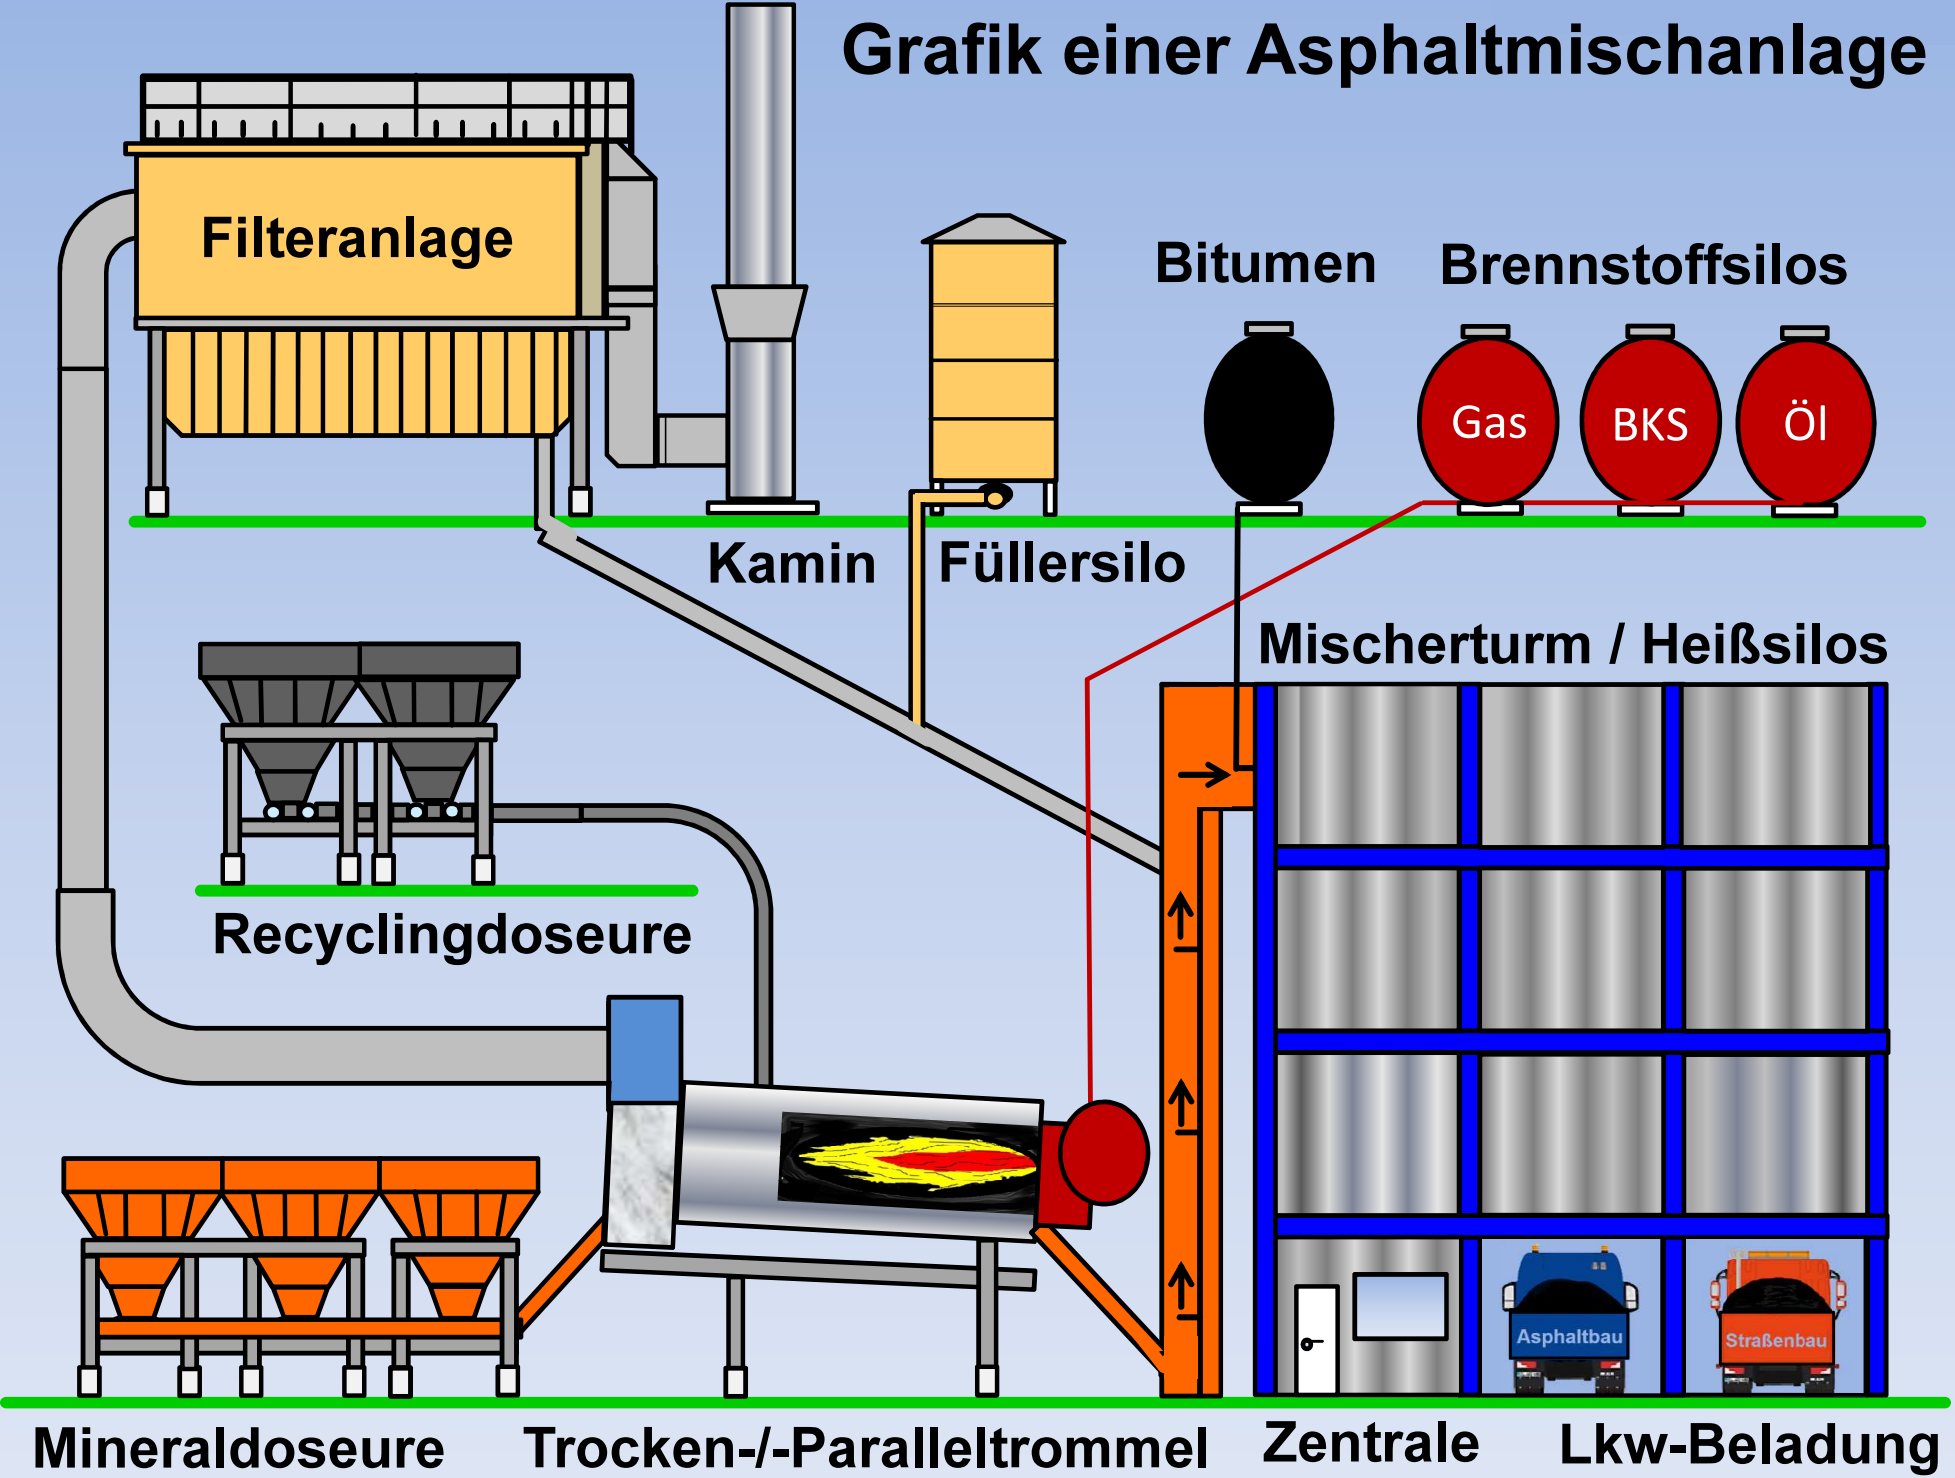 Grafik einer Asphaltmischanlage
Filteranlage
Bitumen
Brennstoffsilos
Gas
BKS
Öl
Kamin
Füllersilo
Mischerturm / Heißsilos
Recyclingdoseure
Asphaltbau
Straßenbau
Mineraldoseure
Trocken-/-Paralleltrommel
Zentrale
Lkw-Beladung